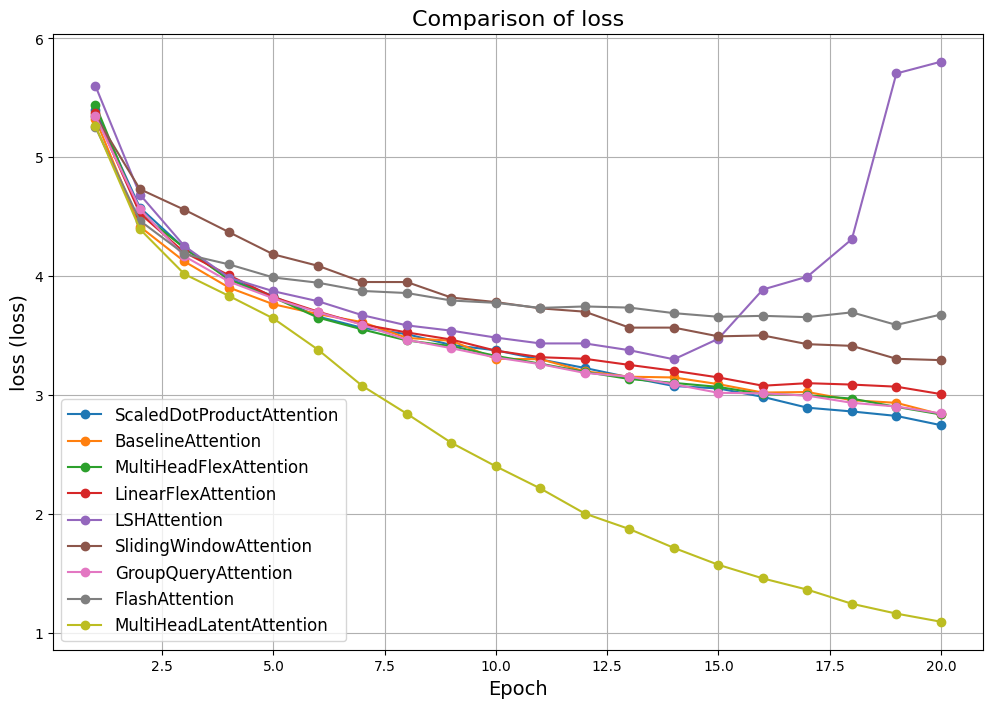 Comparison of loss
loss (loss)
6
5
4
3
2
1
ScaledDotProductAttention
BaselineAttention
MultiHeadFlexAttention
LinearFlexAttention
LSHAttention
SlidingWindowAttention
GroupQueryAttention
FlashAttention
MultiHeadLatentAttention
2.5 5.0 7.5 10.0 12.5 15.0 17.5 20.0
Epoch